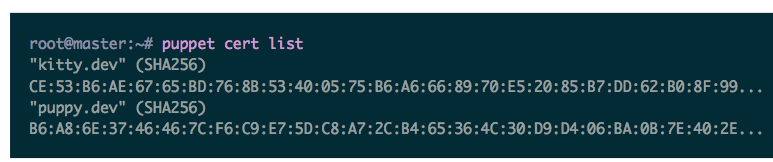 root@master:~# puppet cert list
"kitty.dev" (SHA256)
CE:53:B6:AE:67:65:BD:76:8B:53:40:05:75:B6:A6:66:89:70:E5:20:85:B7:DD:62:B0:8F:99...
"puppy.dev" (SHA256)
B6:A8:6E:37:46:46:7C:F6:C9:E7:5D:C8:A7:2C:B4:65:36:4C:30:D9:D4:06:BA:0B:7E:40:2E...